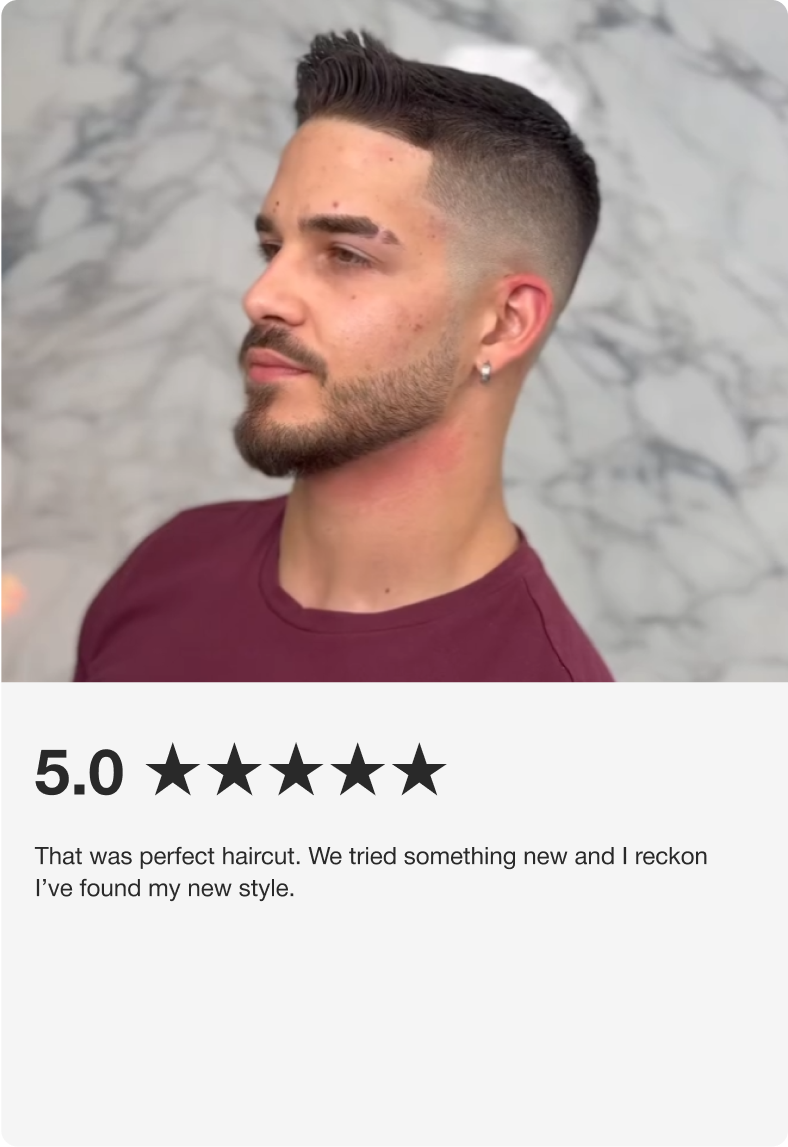 5.0 ★★★★★
That was perfect haircut. We tried something new and I reckon
I’ve found my new style.